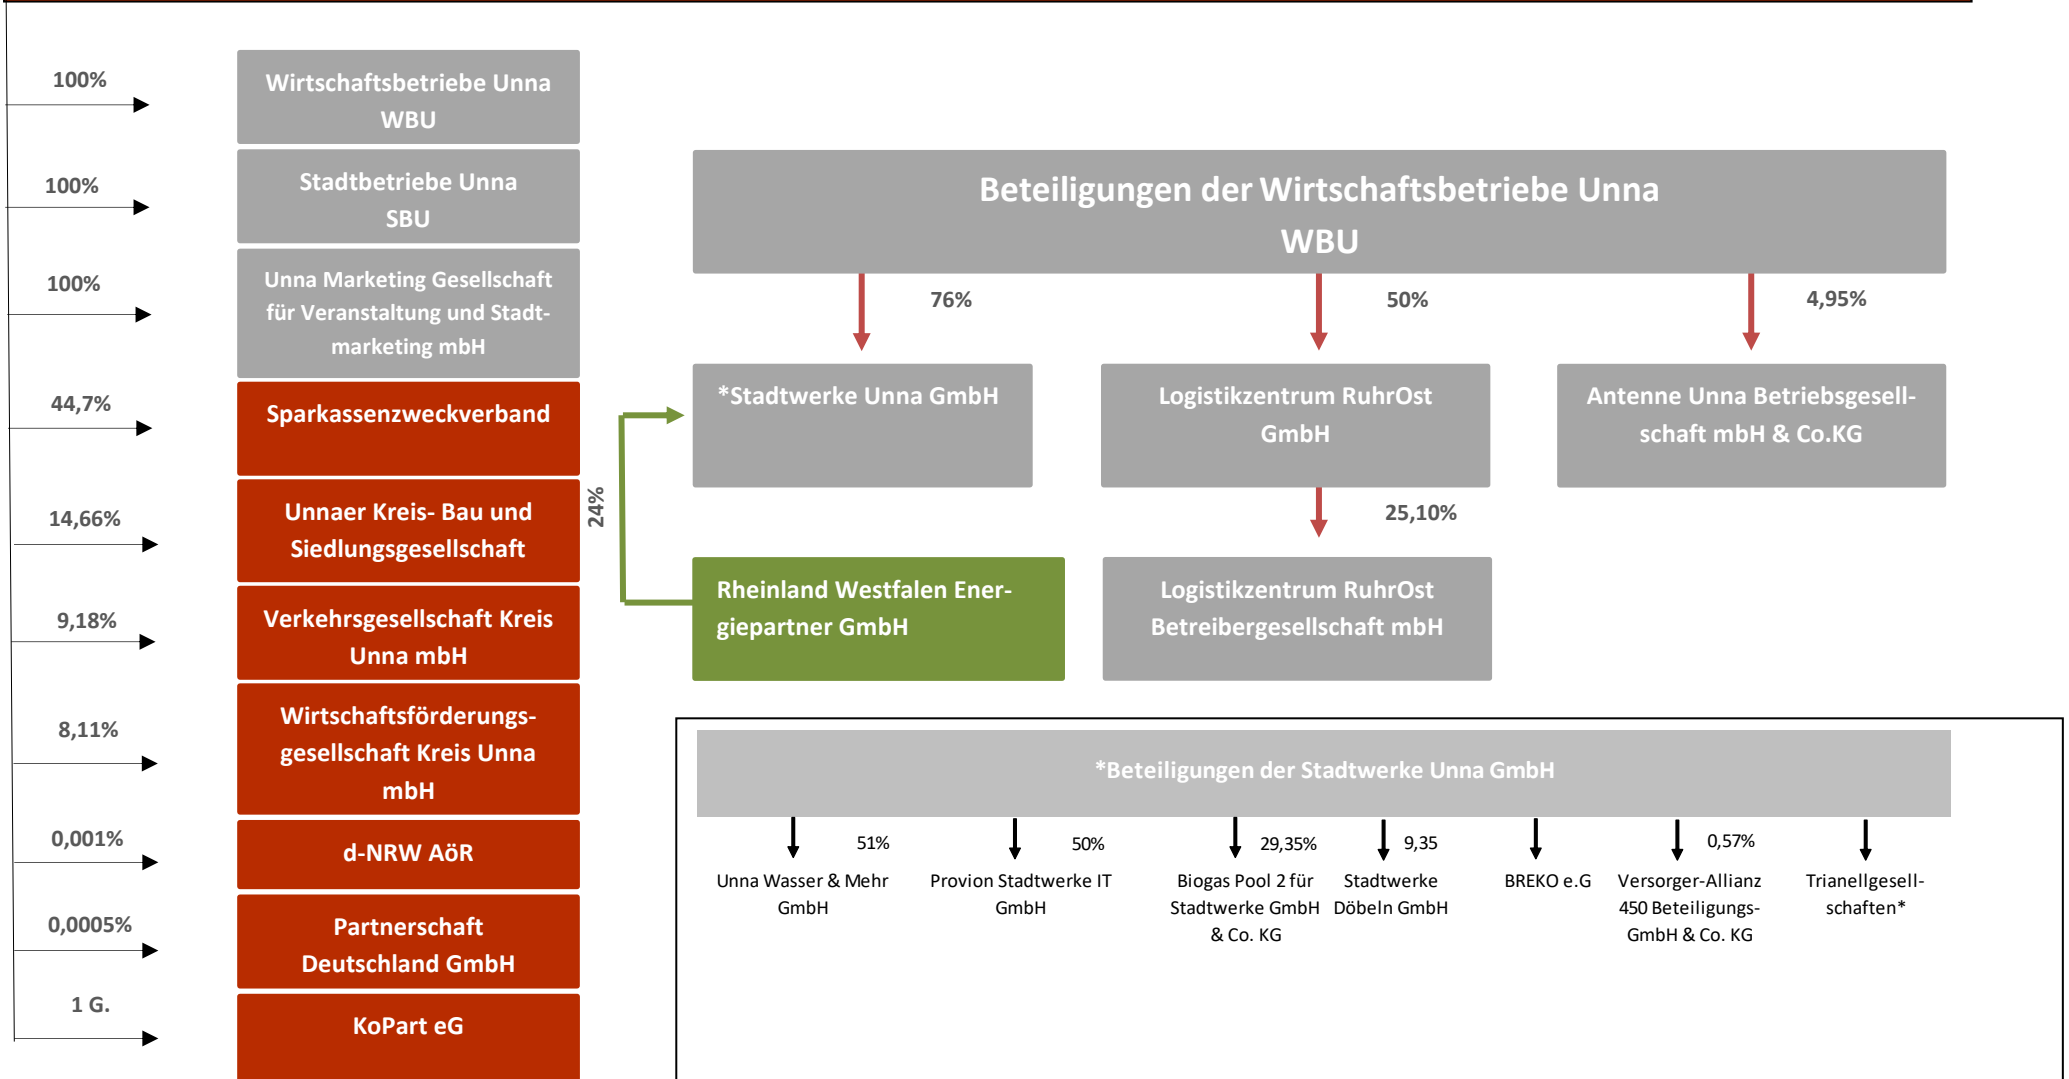 100%
Wirtschaftsbetriebe Unna
WBU
100%
Stadtbetriebe Unna
SBU
100%
Unna Marketing Gesellschaft
für Veranstaltung und Stadt-
marketing mbH
44,7%
Sparkassenzweckverband
14,66%
Unnaer Kreis- Bau und
Siedlungsgesellschaft
9,18%
Verkehrsgesellschaft Kreis
Unna mbH
8,11%
Wirtschaftsförderungs-
gesellschaft Kreis Unna
mbH
0,001%
d-NRW AöR
0,0005%
Partnerschaft
Deutschland GmbH
1 G.
KoPart eG
Beteiligungen der Wirtschaftsbetriebe Unna
WBU
76%
50%
4,95%
*Stadtwerke Unna GmbH
Logistikzentrum RuhrOst
GmbH
Antenne Unna Betriebsgesell-
schaft mbH & Co.KG
24%
25,10%
Rheinland Westfalen Ener-
giepartner GmbH
Logistikzentrum RuhrOst
Betreibergesellschaft mbH
*Beteiligungen der Stadtwerke Unna GmbH
51%
Unna Wasser & Mehr
GmbH
50%
Provion Stadtwerke IT
GmbH
29,35%
Biogas Pool 2 für
Stadtwerke GmbH
& Co. KG
9,35
Stadtwerke
Döbeln GmbH
BREKO e.G
0,57%
Versorger-Allianz
450 Beteiligungs-
GmbH & Co. KG
Trianellgesell-
schaften*